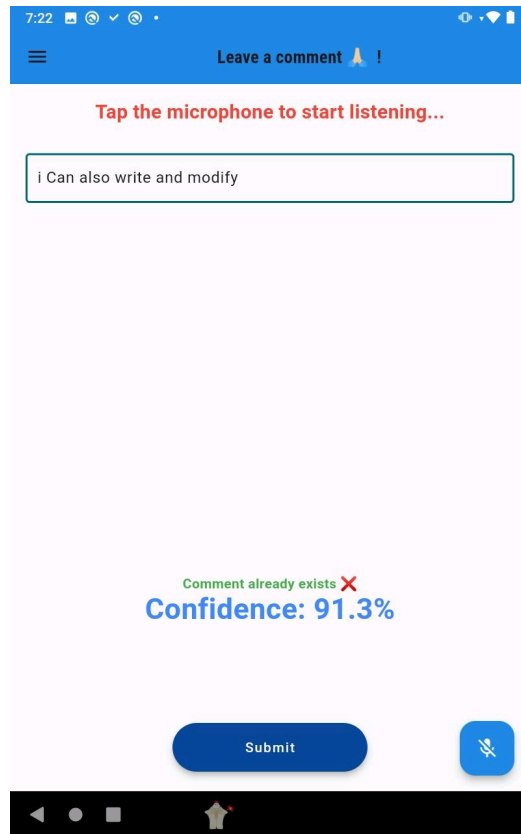 7:22
Leave a comment 🙏🏼 !
Tap the microphone to start listening...
i Can also write and modify
Comment already exists ❌
Confidence: 91.3%
Submit